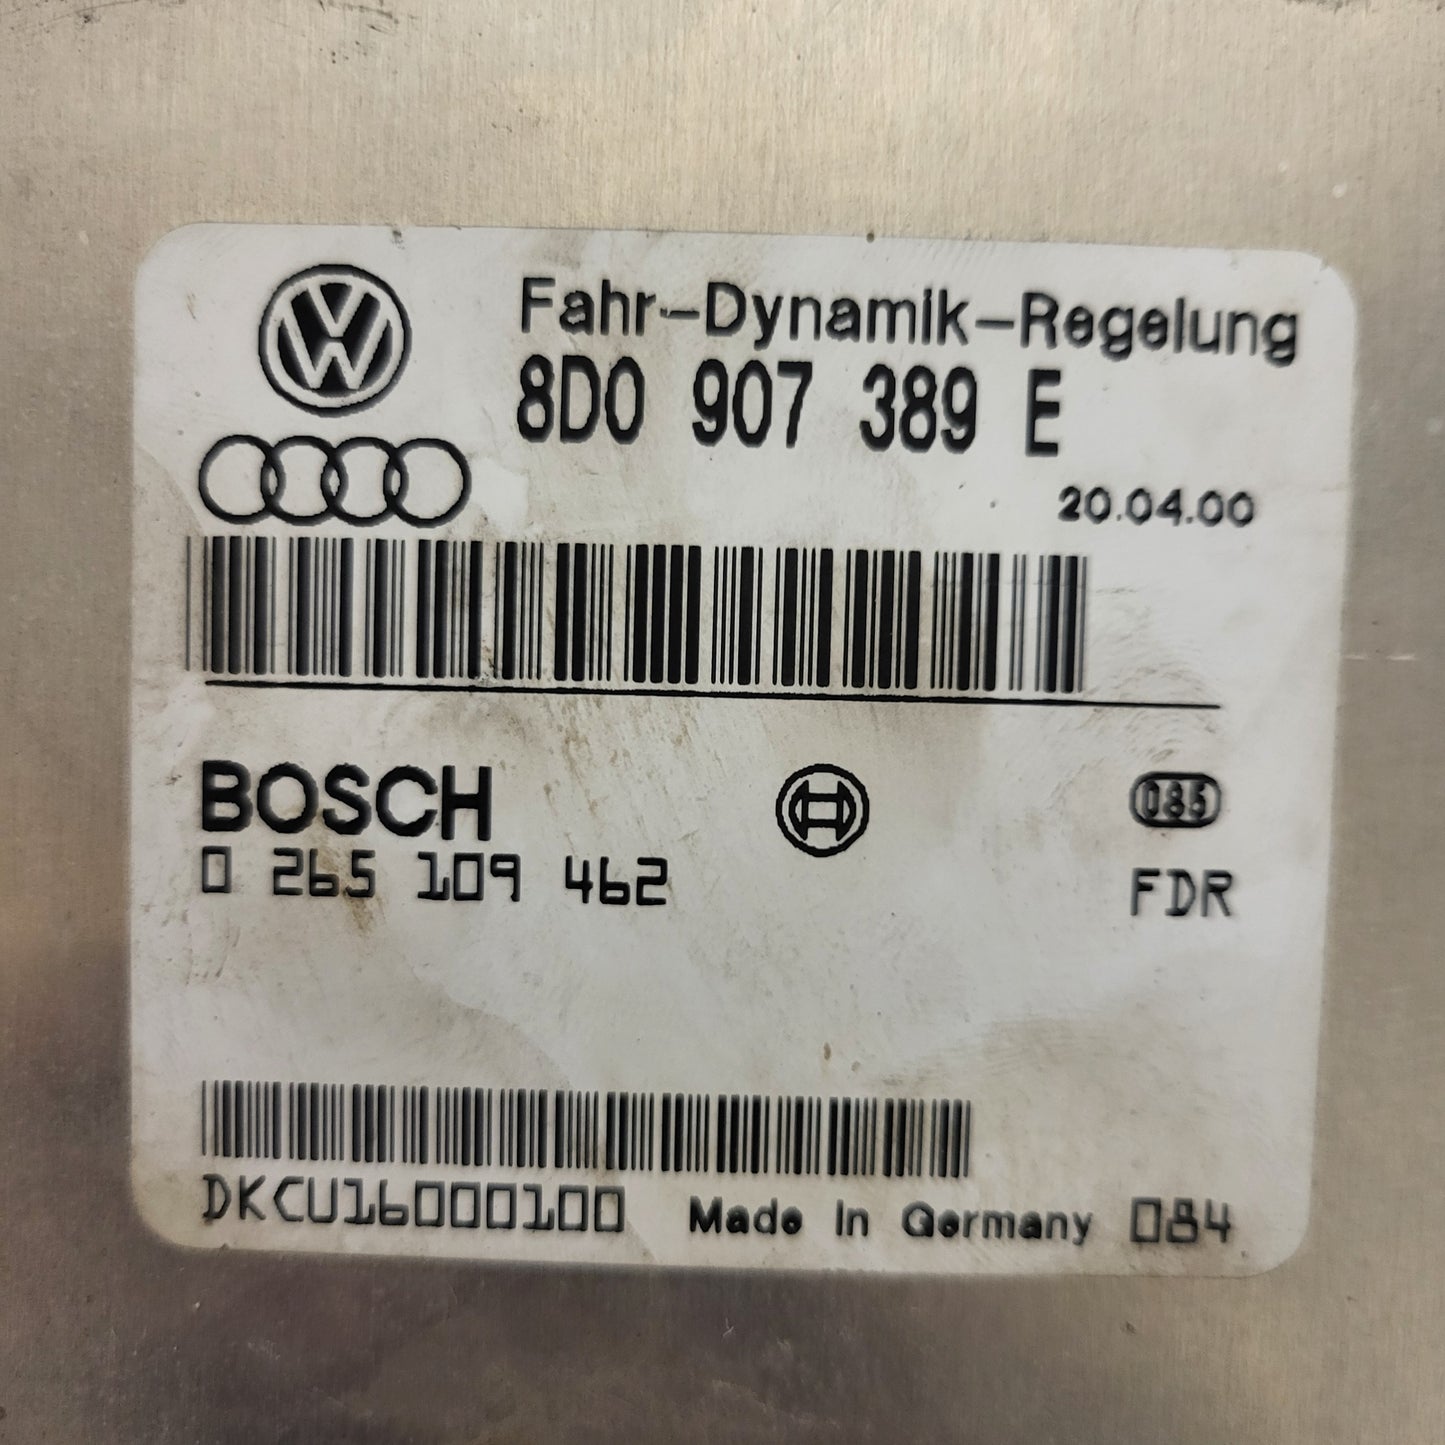 Fahr-Dynamik-Regelung
8D0 907 389 E
20.04.00
BOSCH
0 265 109 462
085
FDR
DKCU16000100 Made in Germany 084